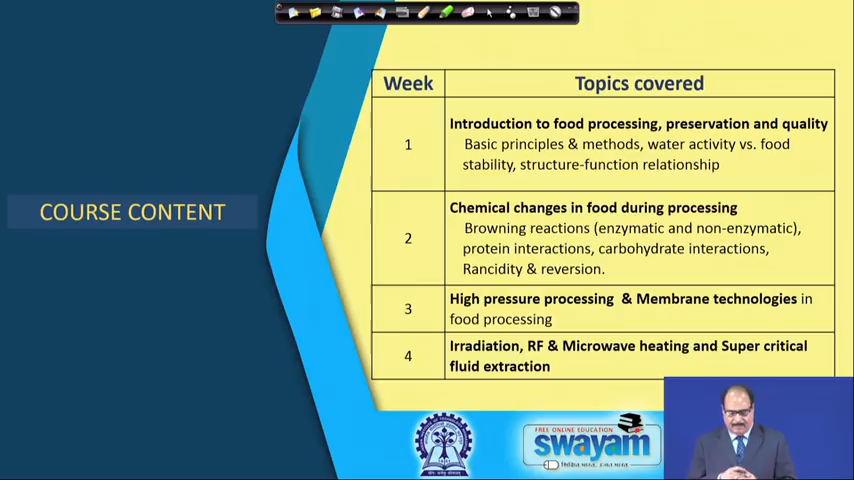 COURSE CONTENT
Week
Topics covered
1
Introduction to food processing, preservation and quality
Basic principles & methods, water activity vs. food
stability, structure-function relationship
2
Chemical changes in food during processing
Browning reactions (enzymatic and non-enzymatic),
protein interactions, carbohydrate interactions,
Rancidity & reversion.
3
High pressure processing & Membrane technologies in
food processing
4
Irradiation, RF & Microwave heating and Super critical
fluid extraction
FREE ONLINE EDUCATION
swayam